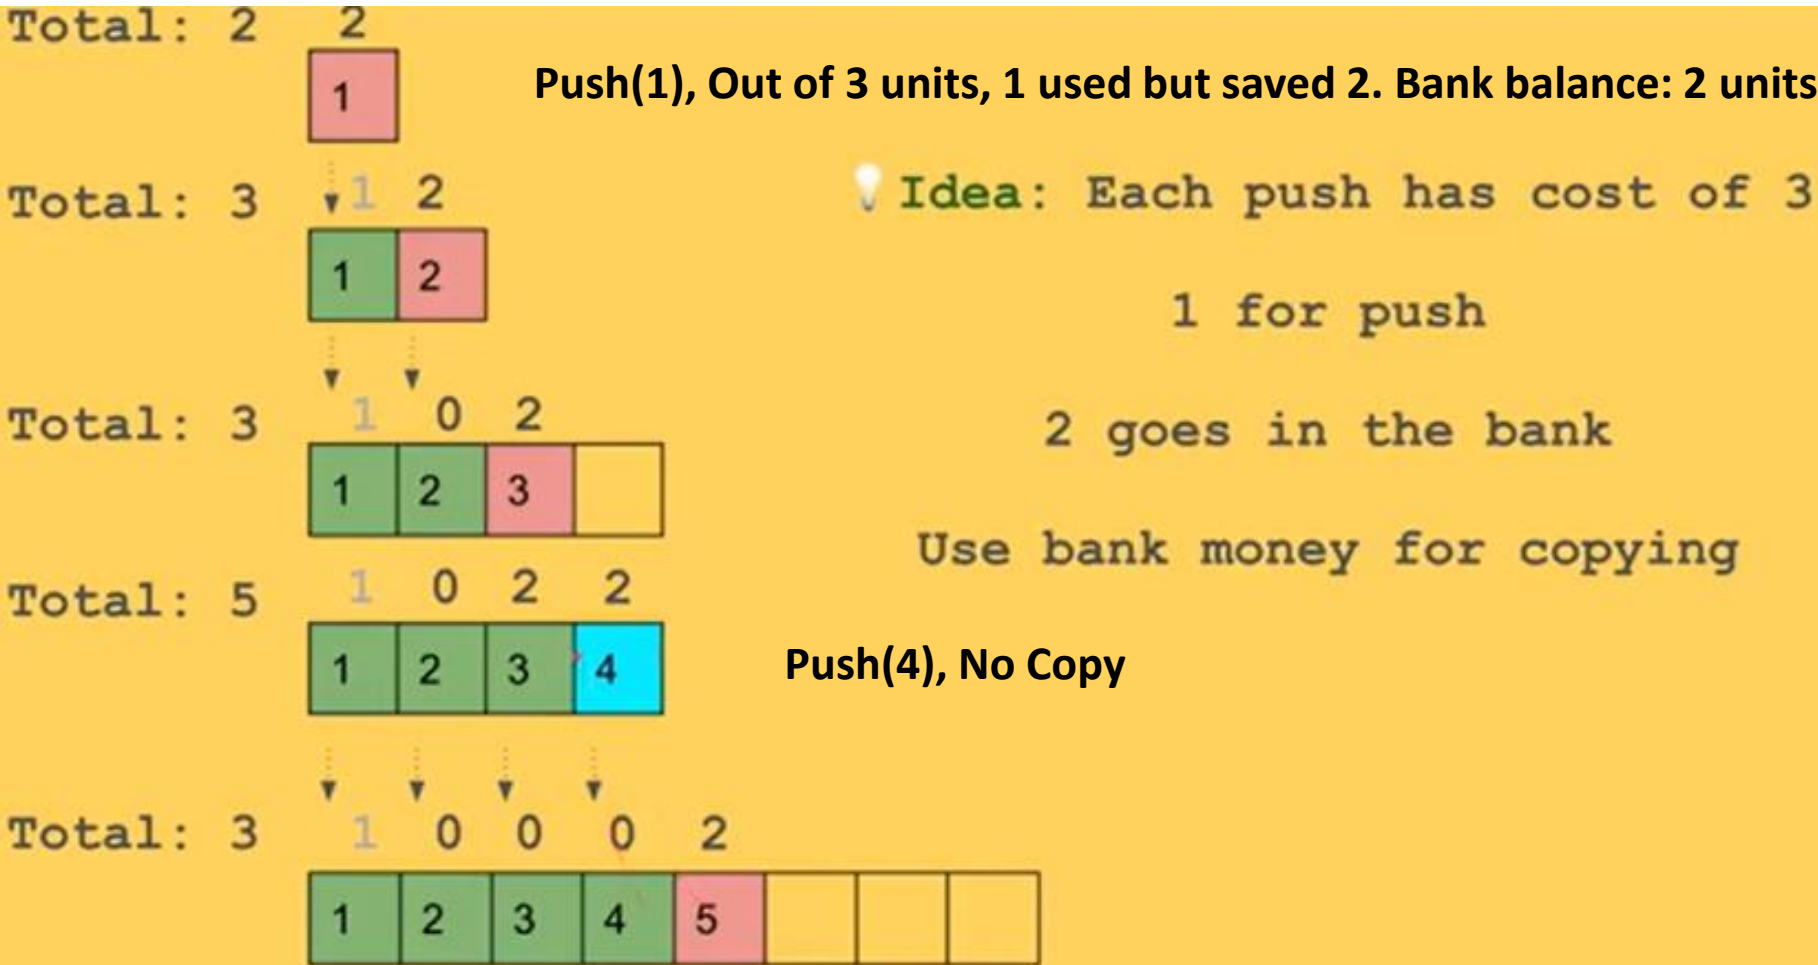 Total: 2 2
1
Push(1), Out of 3 units, 1 used but saved 2. Bank balance: 2 units
Total: 3 1 2
Idea: Each push has cost of 3
1 2
1 for push
Total: 3 1 0 2
2 goes in the bank
1 2 3
Use bank money for copying
Total: 5 1 0 2 2
1 2 3 4
Push(4), No Copy
Total: 3 1 0 0 0 2
1 2 3 4 5